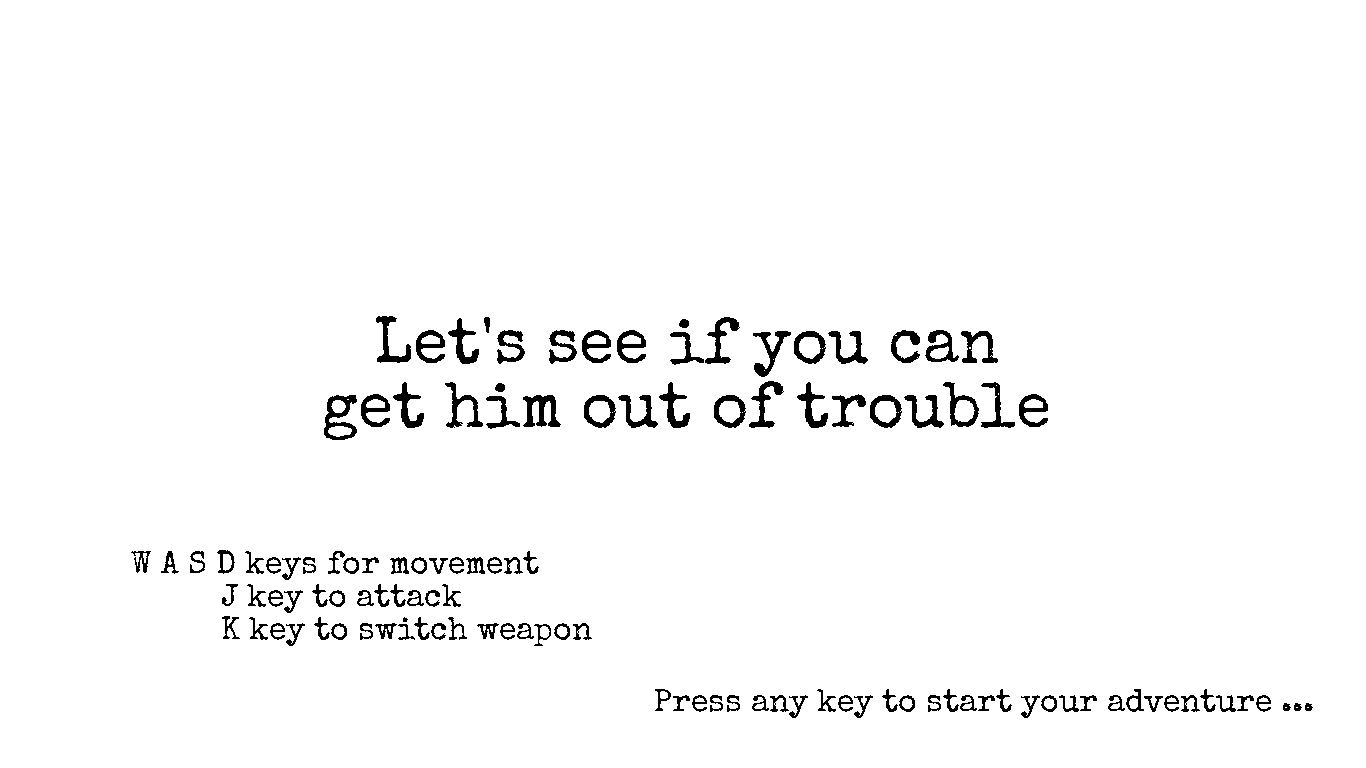 Let's see if you can
get him out of trouble
W A S D keys for movement
J key to attack
K key to switch weapon
Press any key to start your adventure ...